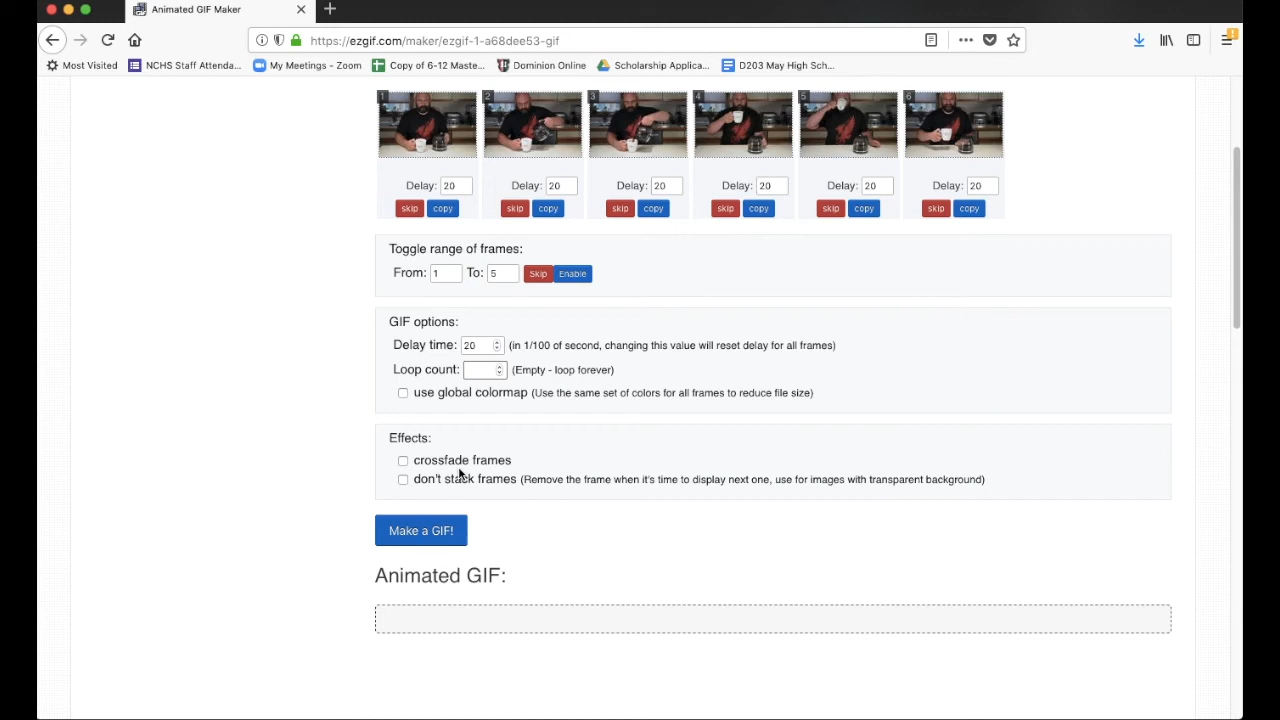 Animated GIF Maker
https://ezgif.com/maker/ezgif-1-a68dee53-gif
Most Visited NCHS Staff Attenda... My Meetings - Zoom Copy of 6-12 Maste... Dominion Online Scholarship Applica... D203 May High Sch...
1 2 3 4 5 6
Delay: 20 Delay: 20 Delay: 20 Delay: 20 Delay: 20 Delay: 20
skip copy skip copy skip copy skip copy skip copy skip copy
Toggle range of frames:
From: 1 To: 5 Skip Enable
GIF options:
Delay time: 20 (in 1/100 of second, changing this value will reset delay for all frames)
Loop count: (Empty - loop forever)
use global colormap (Use the same set of colors for all frames to reduce file size)
Effects:
crossfade frames
don't stack frames (Remove the frame when it's time to display next one, use for images with transparent background)
Make a GIF!
Animated GIF: